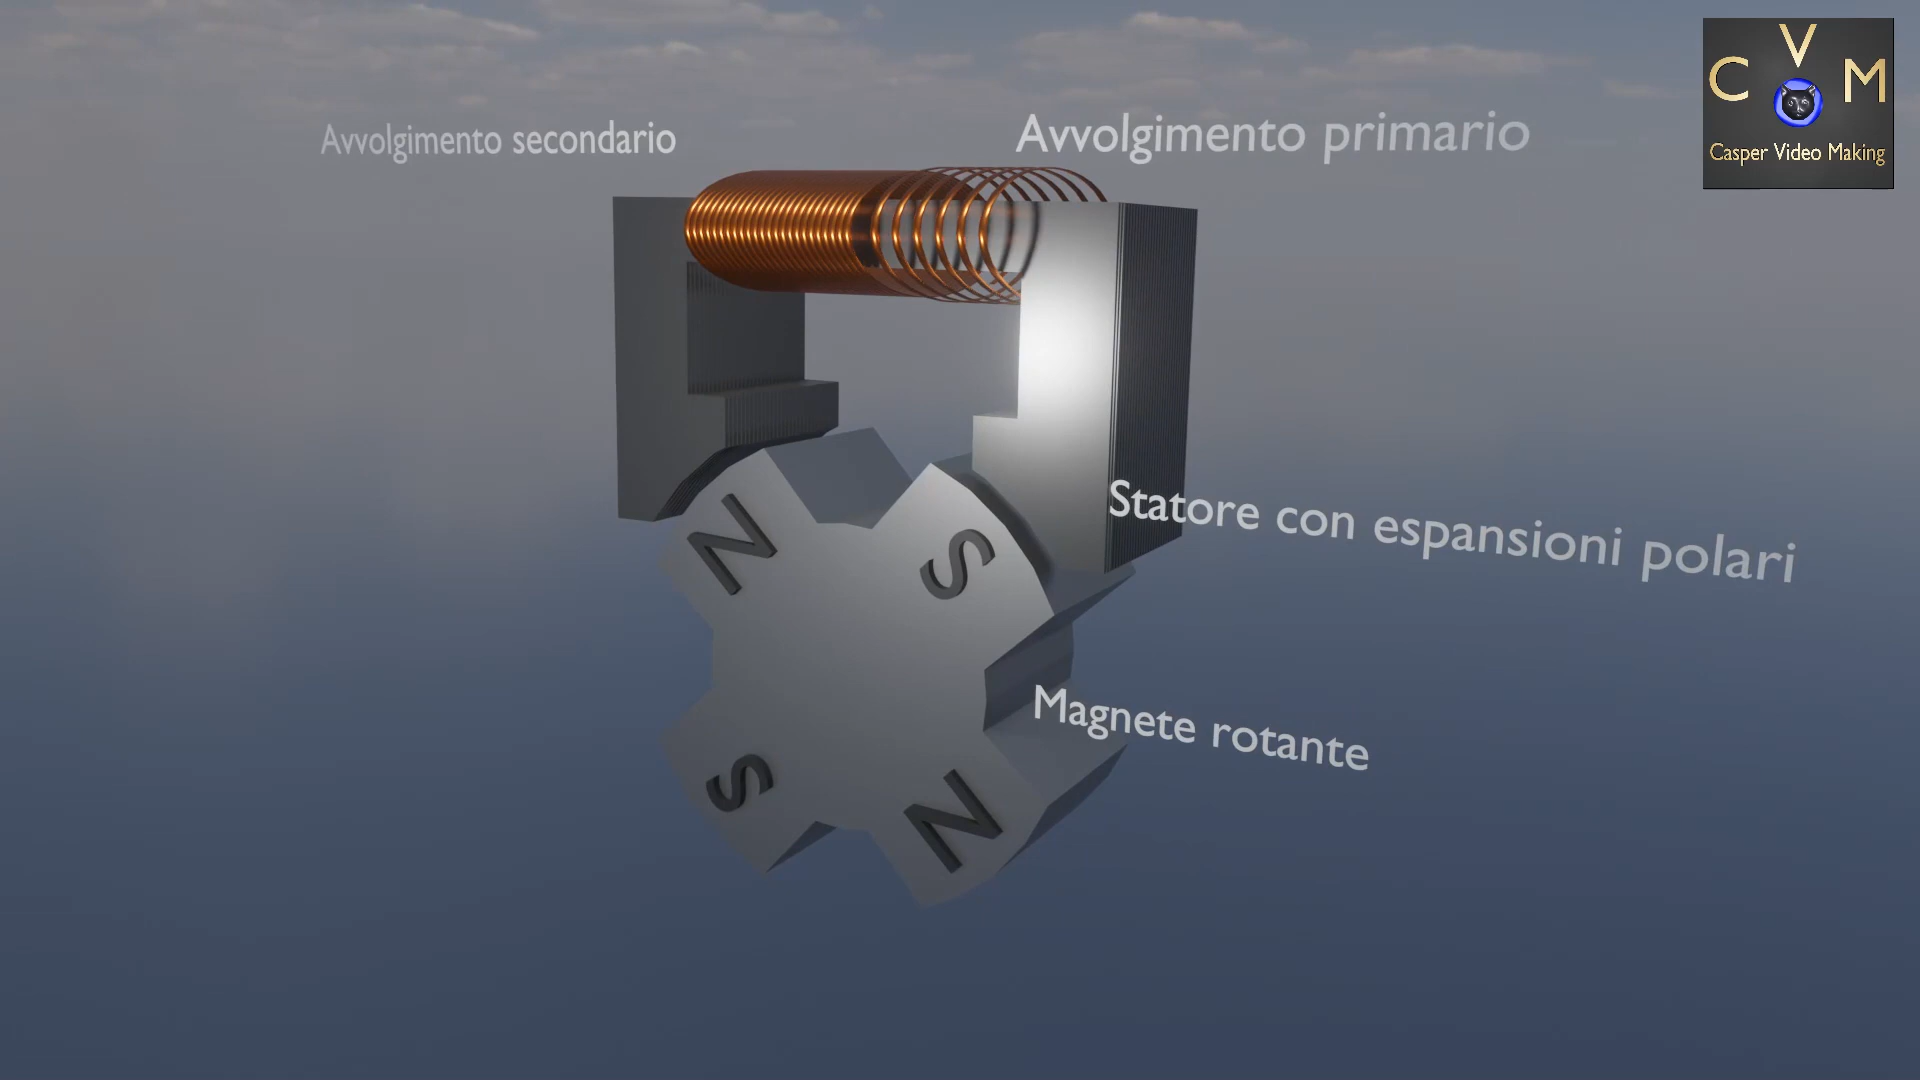 C V M
Casper Video Making
Avvolgimento secondario
Avvolgimento primario
Statore con espansioni polari
Magnete rotante
N
S
S
N